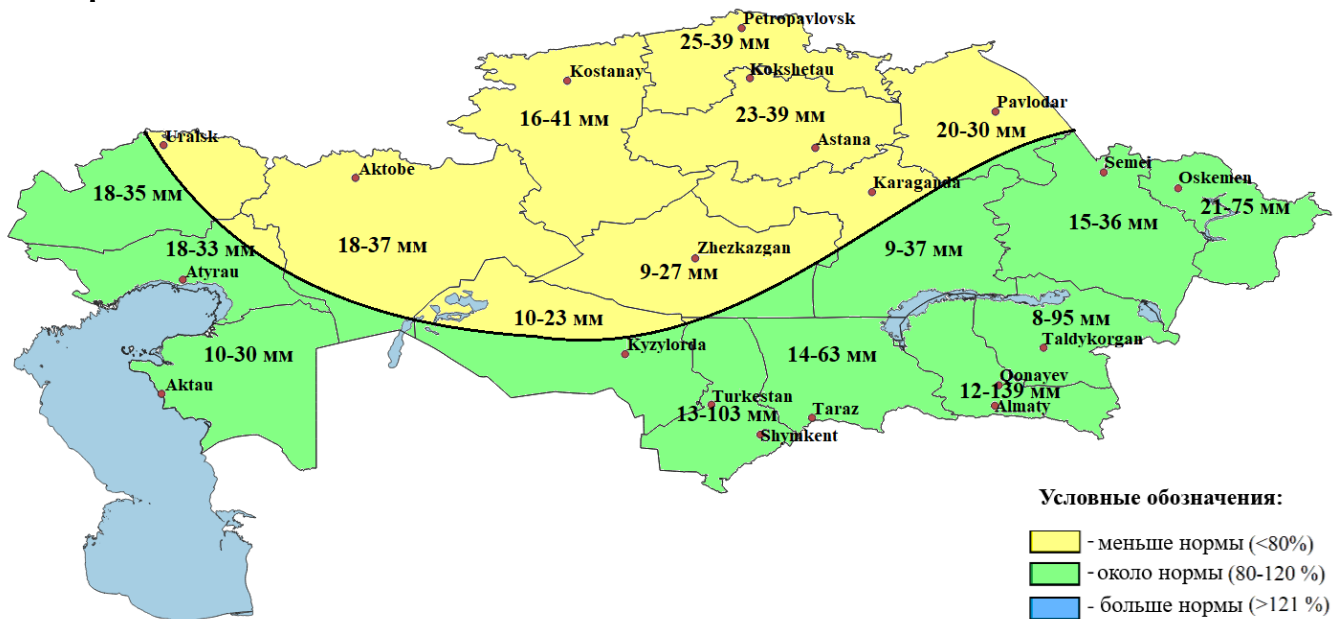 Petropavlovsk
25-39 мм
Kostanay
Kokshetau
Pavlodar
16-41 мм
23-39 мм
20-30 мм
Uralsk
Astana
Aktobe
Semei
Karaganda
Oskemen
18-35 мм
21-75 мм
15-36 мм
18-33 мм
18-37 мм
9-37 мм
Zhezkazgan
Atyrau
9-27 мм
10-23 мм
8-95 мм
Taldykorgan
10-30 мм
Kyzylorda
14-63 мм
Aktau
Qonayev
12-139 мм
Turkestan
Almaty
13-103 мм
Taraz
Shymkent
Условные обозначения:
- меньше нормы (<80%)
- около нормы (80-120 %)
- больше нормы (>121 %)